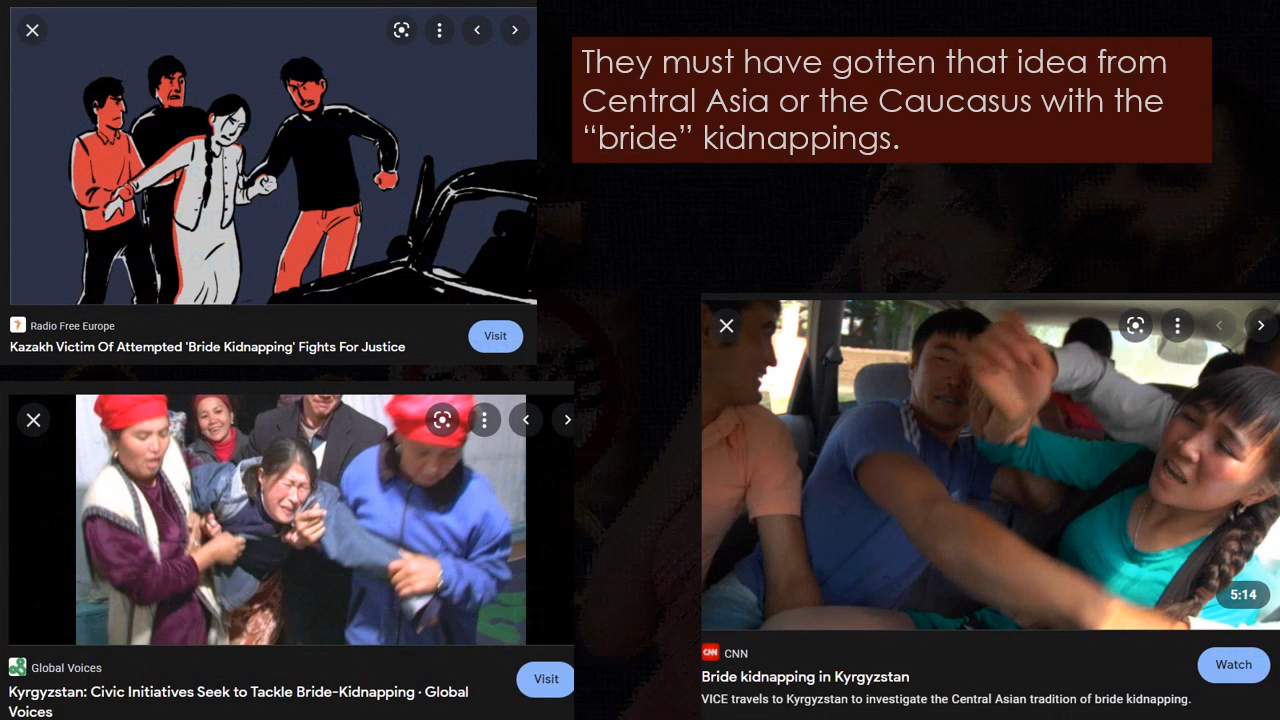 They must have gotten that idea from
Central Asia or the Caucasus with the
“bride” kidnappings.
Radio Free Europe
Kazakh Victim Of Attempted 'Bride Kidnapping' Fights For Justice
Visit
Global Voices
Kyrgyzstan: Civic Initiatives Seek to Tackle Bride-Kidnapping · Global
Voices
Visit
5:14
CNN
CNN
Bride kidnapping in Kyrgyzstan
VICE travels to Kyrgyzstan to investigate the Central Asian tradition of bride kidnapping.
Watch